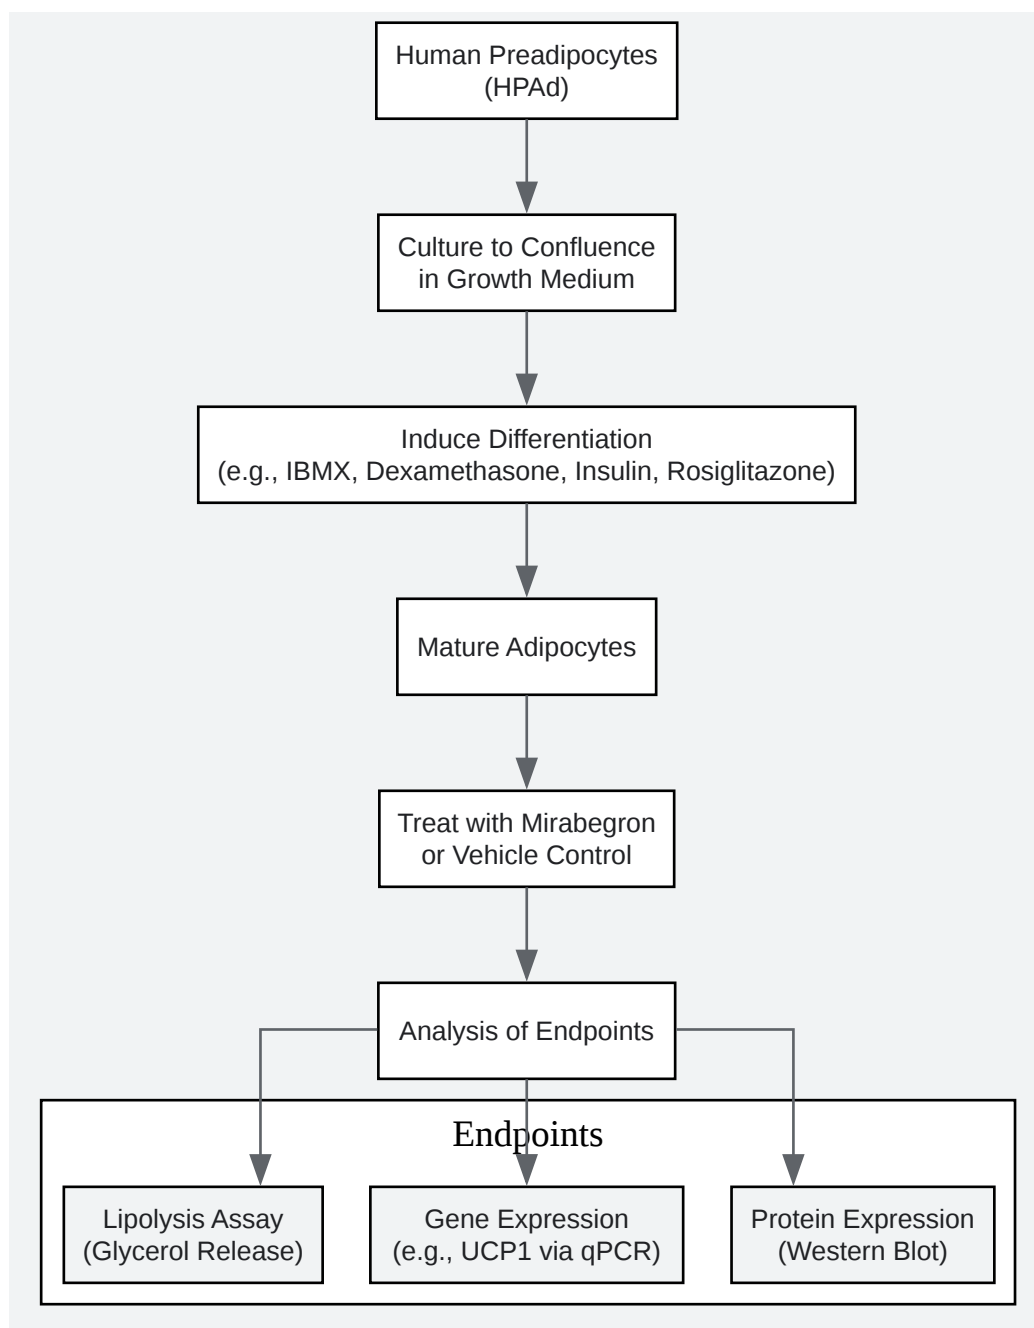 Human Preadipocytes
(HPAd)
Culture to Confluence
in Growth Medium
Induce Differentiation
(e.g., IBMX, Dexamethasone, Insulin, Rosiglitazone)
Mature Adipocytes
Treat with Mirabegron
or Vehicle Control
Analysis of Endpoints
Endpoints
Lipolysis Assay
(Glycerol Release)
Gene Expression
(e.g., UCP1 via qPCR)
Protein Expression
(Western Blot)